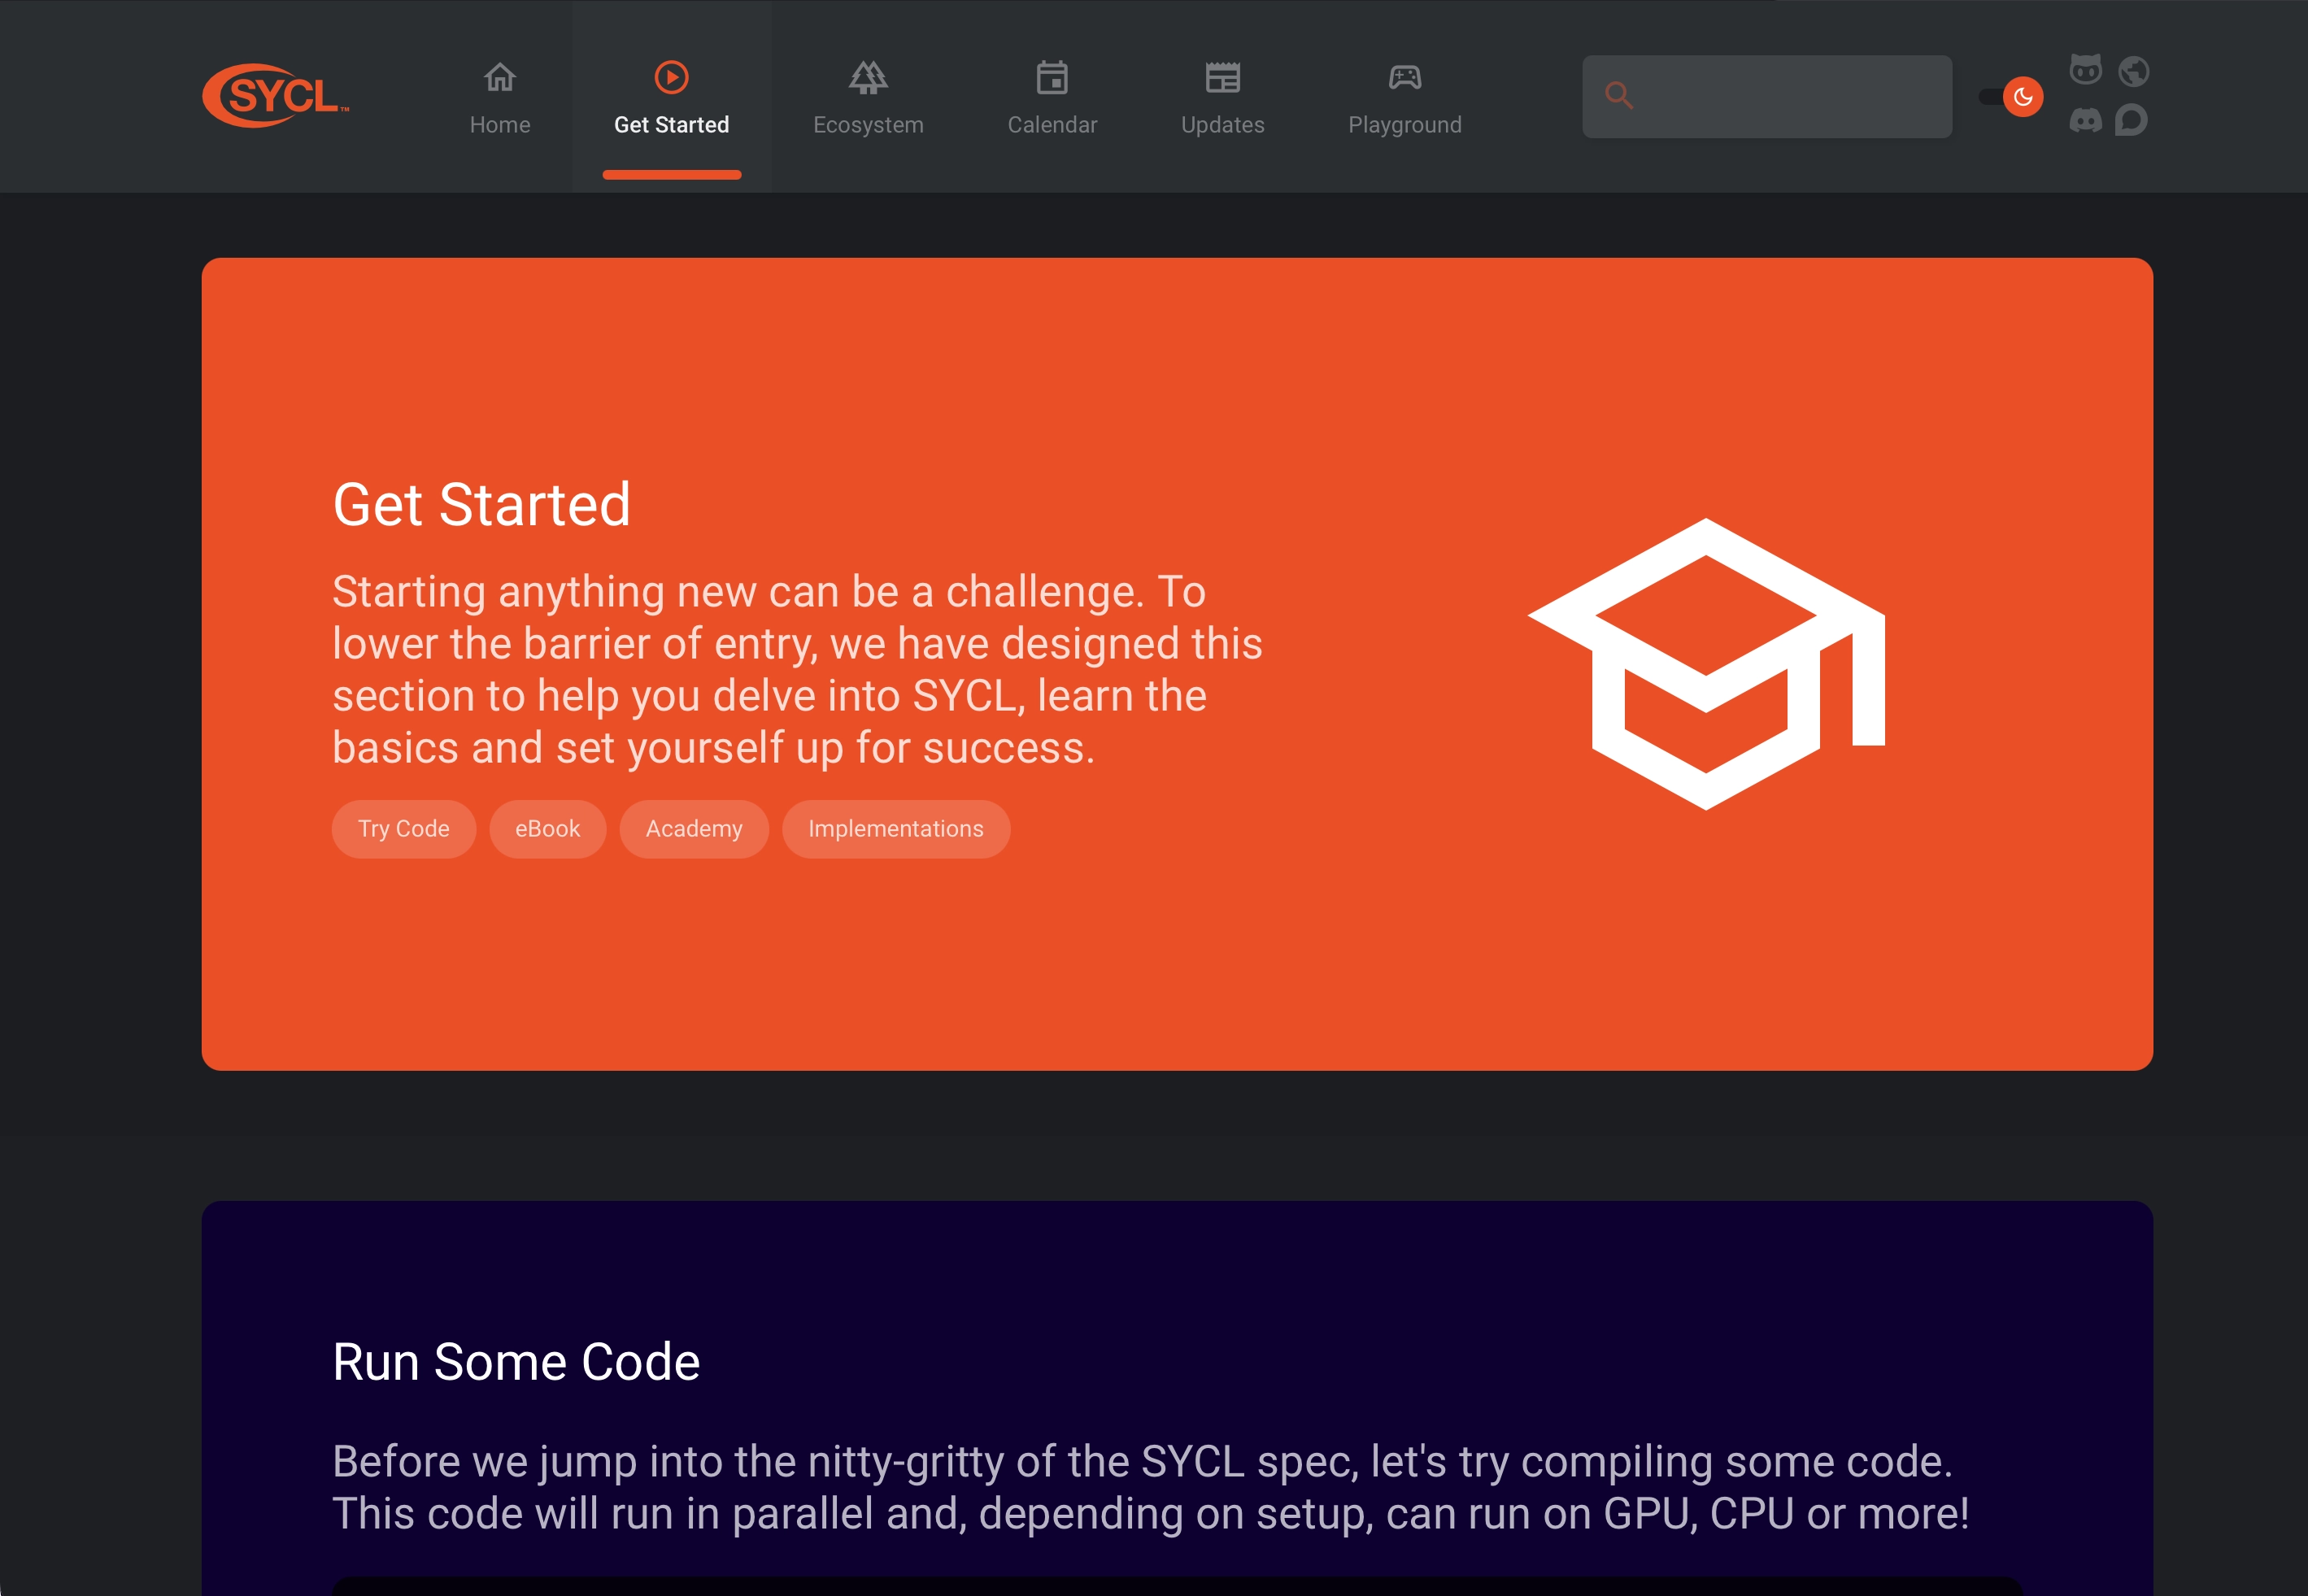 SYCL™
Home
Get Started
Ecosystem
Calendar
Updates
Playground
Get Started
Starting anything new can be a challenge. To
lower the barrier of entry, we have designed this
section to help you delve into SYCL, learn the
basics and set yourself up for success.
Try Code
eBook
Academy
Implementations
Run Some Code
Before we jump into the nitty-gritty of the SYCL spec, let's try compiling some code.
This code will run in parallel and, depending on setup, can run on GPU, CPU or more!